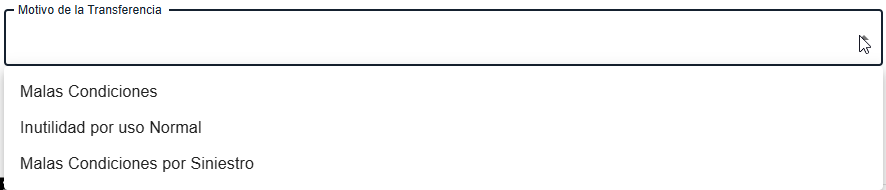 Motivo de la Transferencia
Malas Condiciones
Inutilidad por uso Normal
Malas Condiciones por Siniestro